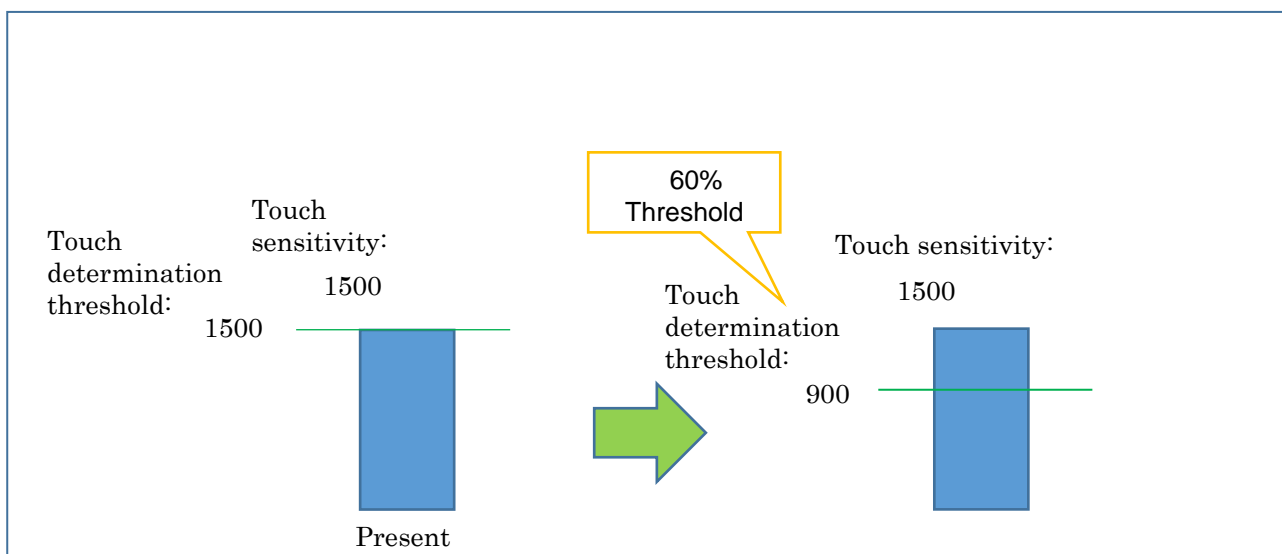 Touch
determination
threshold:
1500
Touch
sensitivity:
1500
Present
60%
Threshold
Touch
determination
threshold:
900
Touch sensitivity:
1500